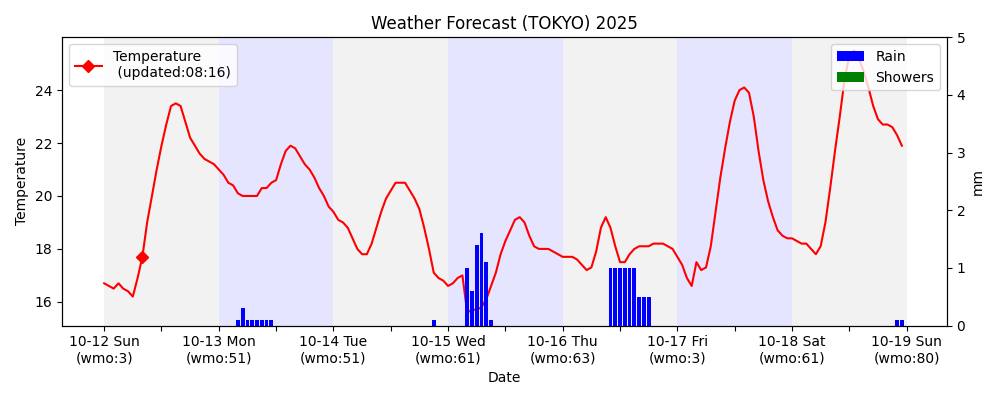 Weather Forecast (TOKYO) 2025
Temperature
(updated:08:16)
Rain
Showers
Temperature
24
22
20
18
16
5
4
3
2
1
0
mm
10-12 Sun
(wmo:3)
10-13 Mon
(wmo:51)
10-14 Tue
(wmo:51)
10-15 Wed
(wmo:61)
10-16 Thu
(wmo:63)
10-17 Fri
(wmo:3)
10-18 Sat
(wmo:61)
10-19 Sun
(wmo:80)
Date